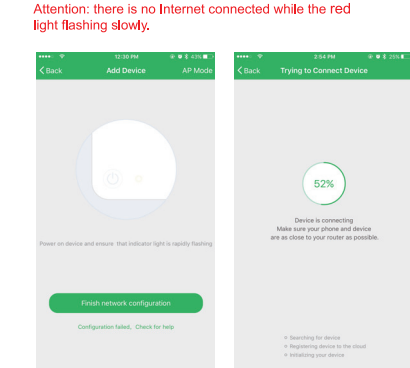 Attention: there is no Internet connected while the red
light flashing slowly.
12:30 PM
43%
Back
Add Device
AP Mode
Power on device and ensure that indicator light is rapidly flashing
Finish network configuration
Configuration failed, Check for help
2:54 PM
25%
Back
Trying to Connect Device
52%
Device is connecting
Make sure your phone and device
are as close to your router as possible.
Searching for device
Registering device to the cloud
Initializing your device